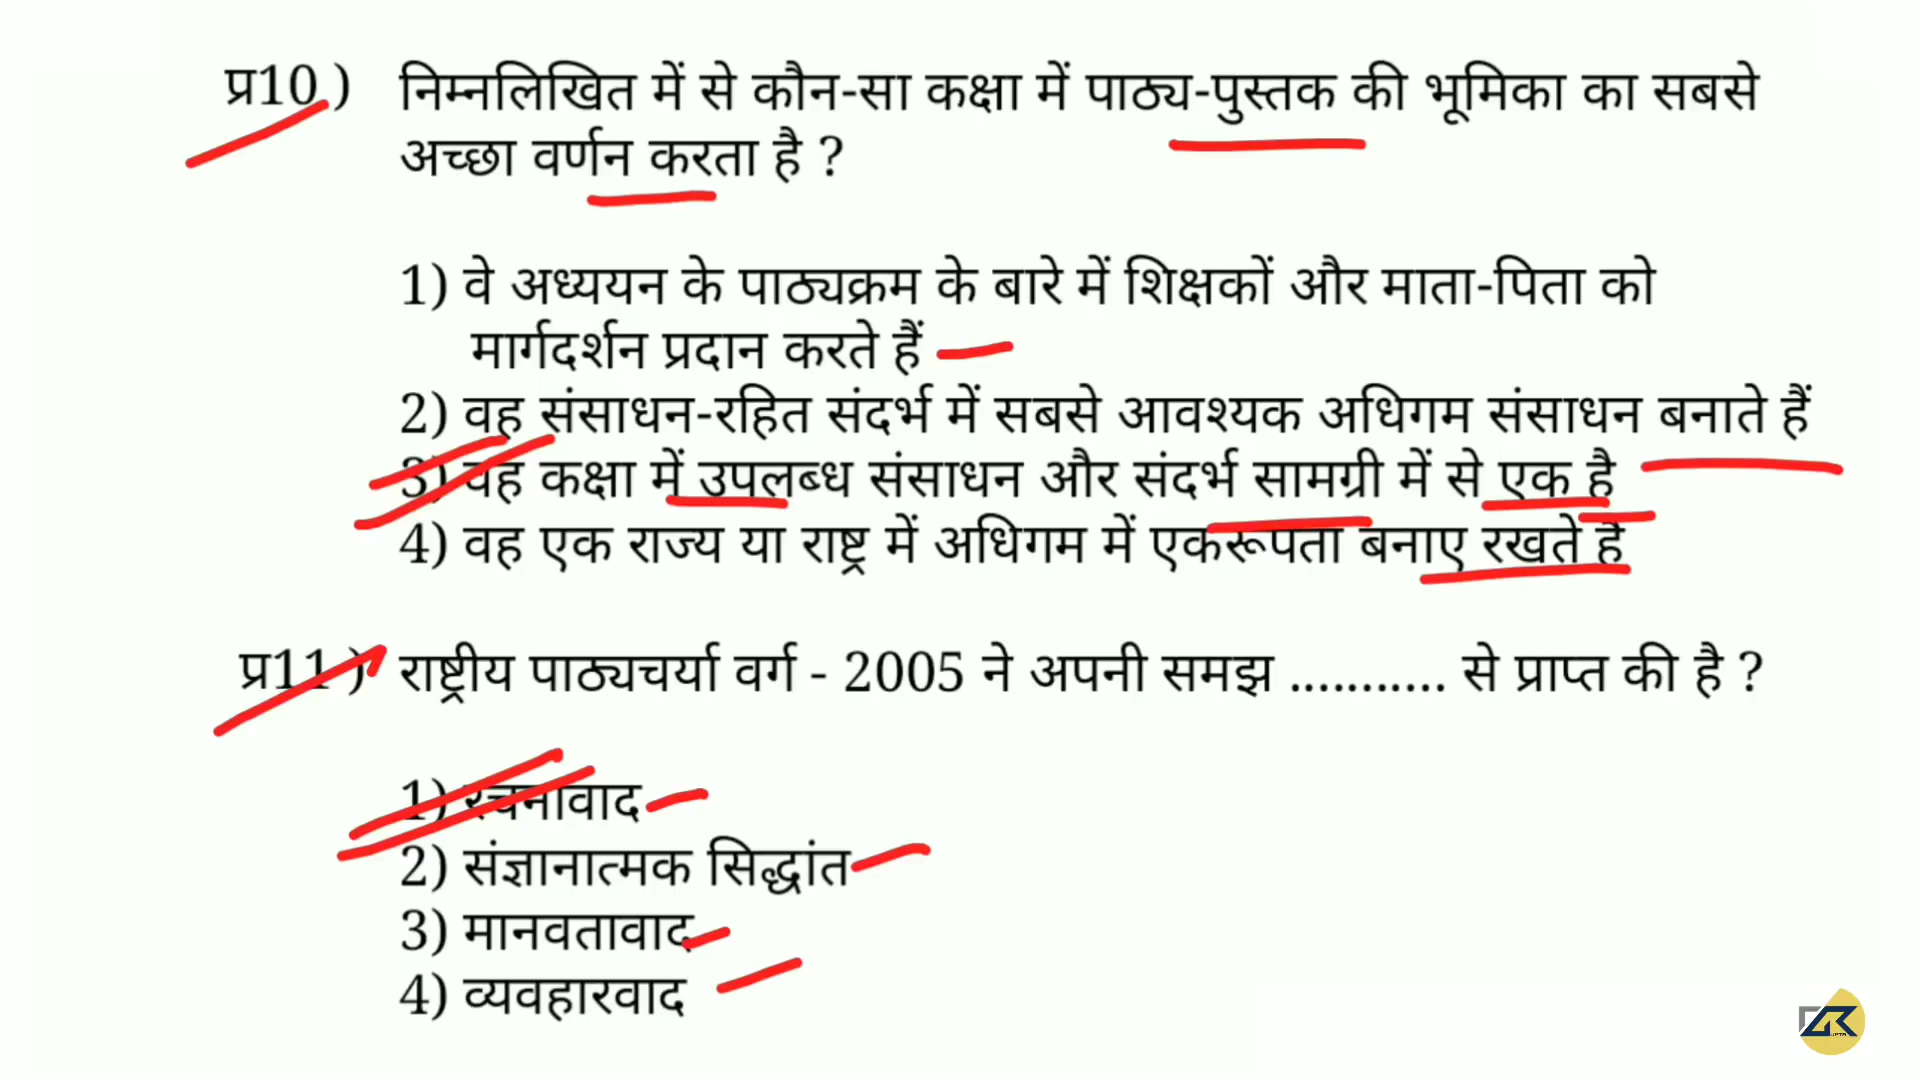 प्र10.) निम्नलिखित में से कौन-सा कक्षा में पाठ्य-पुस्तक की भूमिका का सबसे
अच्छा वर्णन करता है ?
1) वे अध्ययन के पाठ्यक्रम के बारे में शिक्षकों और माता-पिता को
मार्गदर्शन प्रदान करते हैं
2) वह संसाधन-रहित संदर्भ में सबसे आवश्यक अधिगम संसाधन बनाते हैं
3) वह कक्षा में उपलब्ध संसाधन और संदर्भ सामग्री में से एक है
4) वह एक राज्य या राष्ट्र में अधिगम में एकरूपता बनाए रखते हैं
प्र11.) राष्ट्रीय पाठ्यचर्या वर्ग - 2005 ने अपनी समझ ........... से प्राप्त की है ?
1) रचनावाद
2) संज्ञानात्मक सिद्धांत
3) मानवतावाद
4) व्यवहारवाद